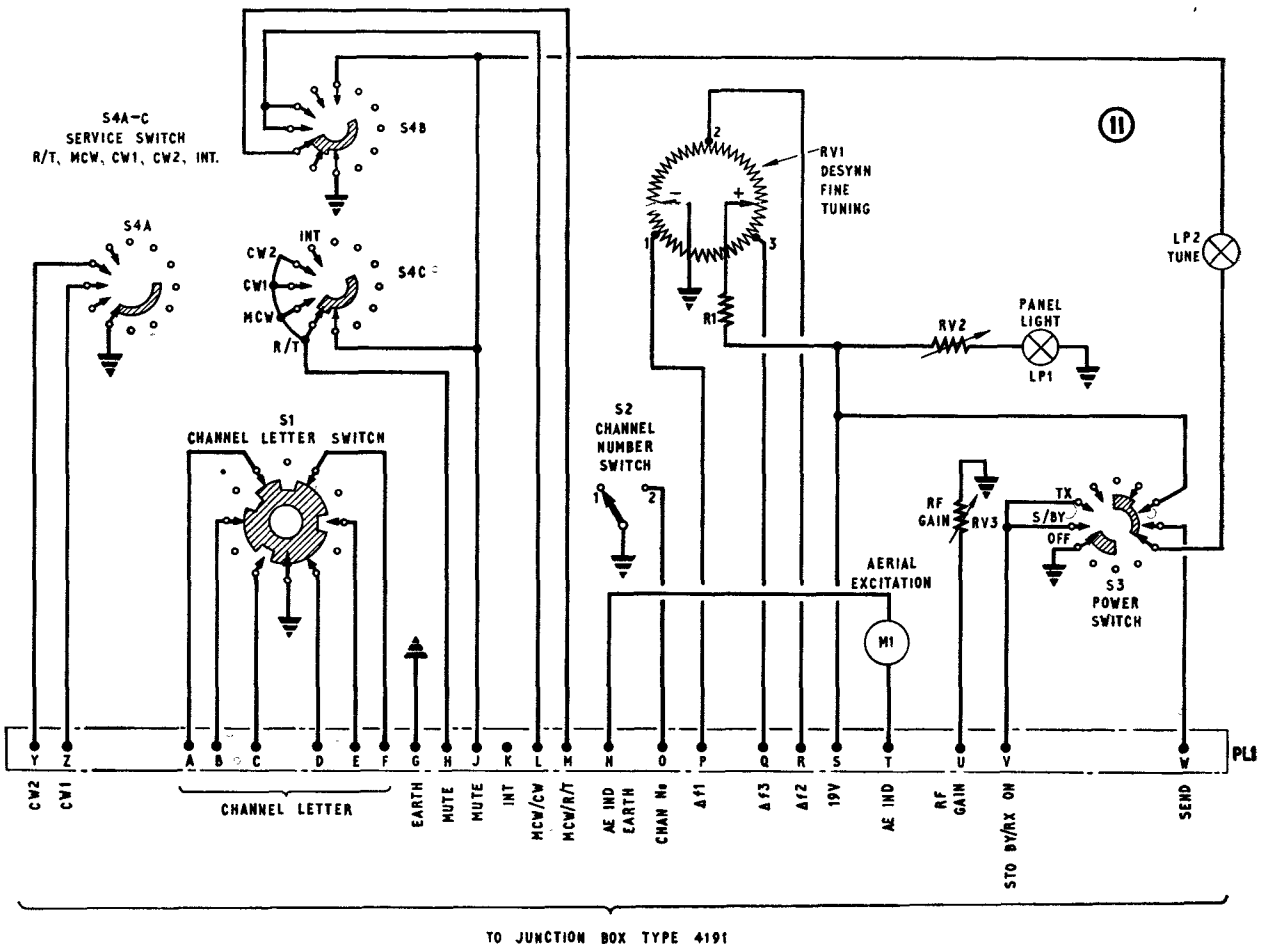 11
S4A-C
SERVICE SWITCH
R/T, MCW, CW1, CW2, INT.
S4B
2
RV1
DESYNN
FINE
TUNING
-
+
1
3
S4A
INT
CW2
CW1
MCW
R/T
S4C
LP2
TUNE
R1
RV2
PANEL
LIGHT
LP1
S1
CHANNEL LETTER SWITCH
S2
CHANNEL
NUMBER
SWITCH
1
2
RF
GAIN
RV3
TX
S/BY
OFF
S3
POWER
SWITCH
AERIAL
EXCITATION
M1
Y Z A B C D E F G H J K L M N O P Q R S T U V W
PL1
CW2
CW1
CHANNEL LETTER
EARTH
MUTE
MUTE
INT
MCW/CW
MCW/R/T
AE IND
EARTH
CHAN No
Δf1
Δf3
Δf2
19V
AE IND
RF
GAIN
STO BY/RX ON
SEND
TO JUNCTION BOX TYPE 4191